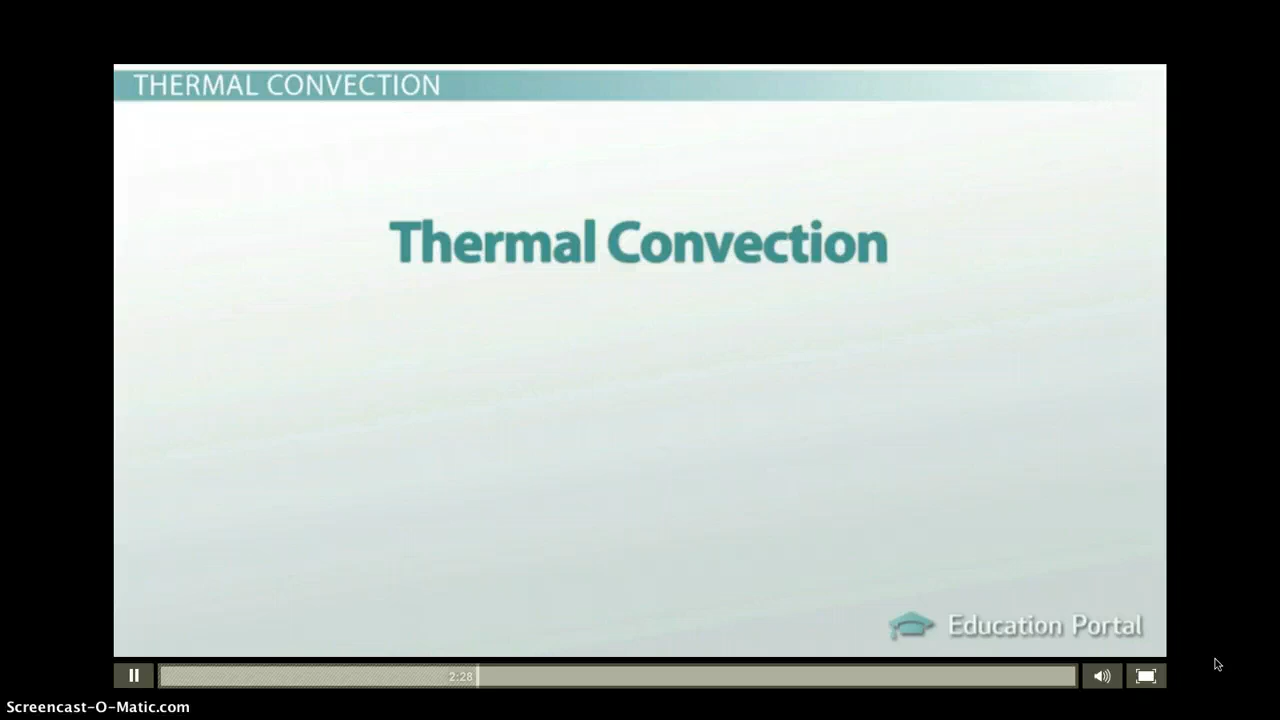 THERMAL CONVECTION
Thermal Convection
Education Portal
2:28
Screencast-O-Matic.com